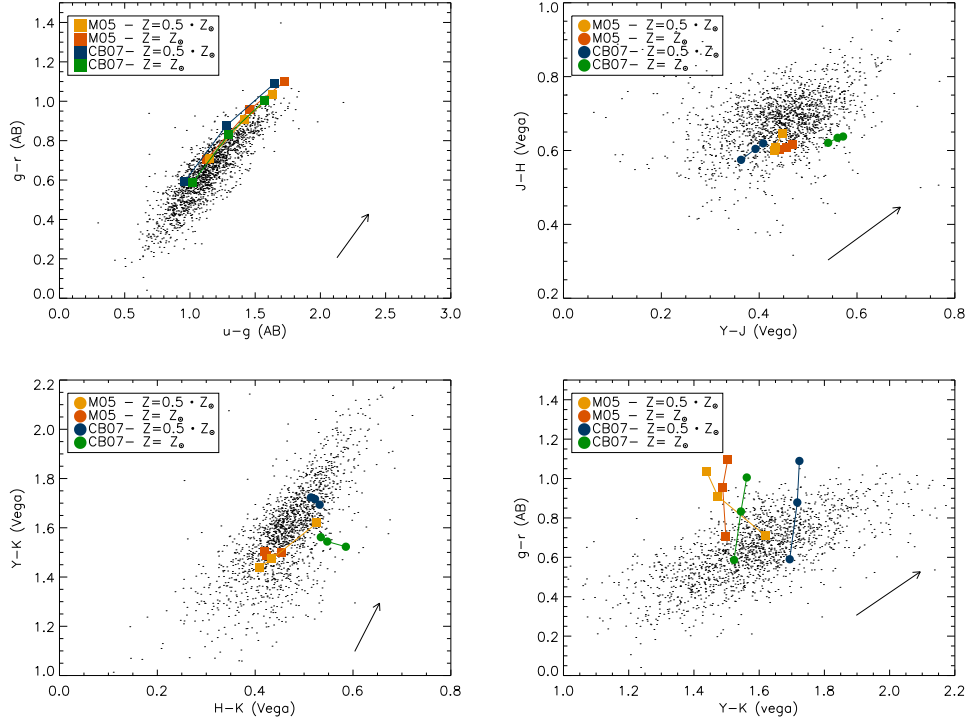 M05 - Z=0.5 · Z⊙
M05 - Z= Z⊙
CB07- Z=0.5 · Z⊙
CB07- Z= Z⊙
1.4
1.2
1.0
0.8
0.6
0.4
0.2
0.0
g-r (AB)
0.0 0.5 1.0 1.5 2.0 2.5 3.0
u-g (AB)
M05 - Z=0.5 · Z⊙
M05 - Z= Z⊙
CB07- Z=0.5 · Z⊙
CB07- Z= Z⊙
1.0
0.8
0.6
0.4
0.2
J-H (Vega)
0.0 0.2 0.4 0.6 0.8
Y-J (Vega)
M05 - Z=0.5 · Z⊙
M05 - Z= Z⊙
CB07- Z=0.5 · Z⊙
CB07- Z= Z⊙
2.2
2.0
1.8
1.6
1.4
1.2
1.0
Y-K (Vega)
0.0 0.2 0.4 0.6 0.8
H-K (Vega)
M05 - Z=0.5 · Z⊙
M05 - Z= Z⊙
CB07- Z=0.5 · Z⊙
CB07- Z= Z⊙
1.4
1.2
1.0
0.8
0.6
0.4
0.2
0.0
g-r (AB)
1.0 1.2 1.4 1.6 1.8 2.0 2.2
Y-K (vega)